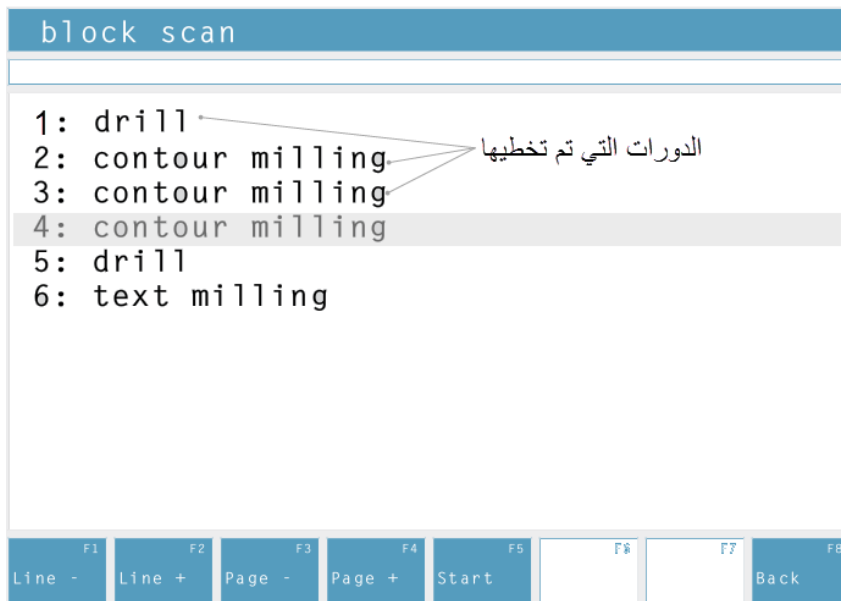 block scan
1: drill
2: contour milling
الدورات التي تم تخطيها
3: contour milling
4: contour milling
5: drill
6: text milling
F1 F2 F3 F4 F5 F6 F7 F8
Line - Line + Page - Page + Start Back